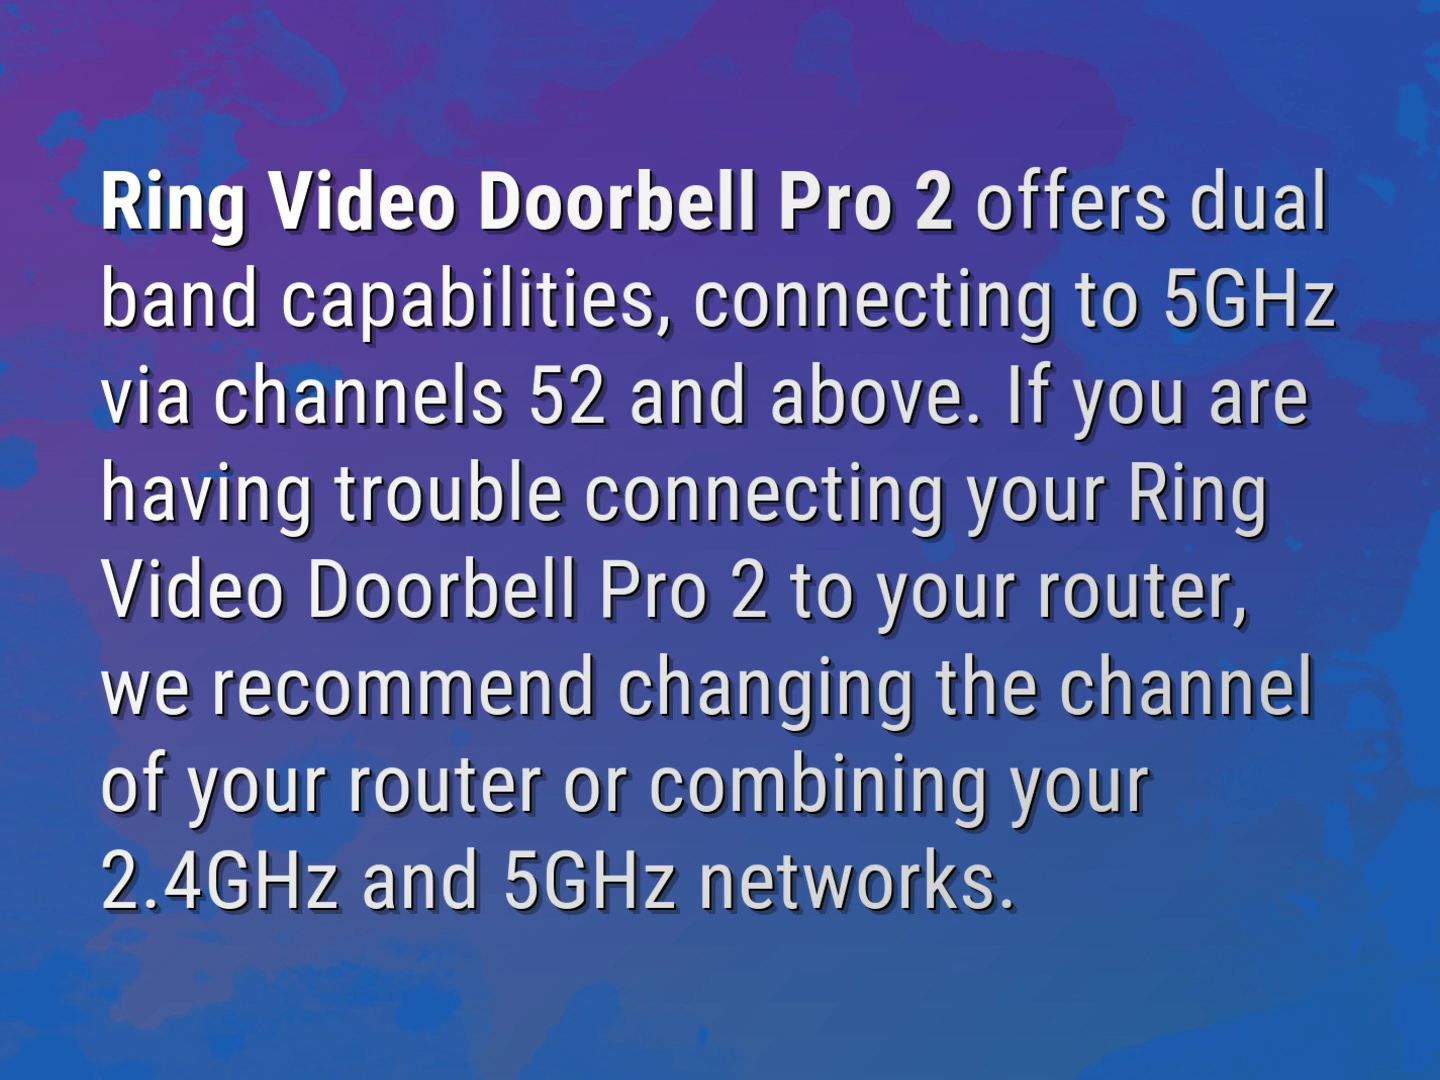 Ring Video Doorbell Pro 2 offers dual
band capabilities, connecting to 5GHz
via channels 52 and above. If you are
having trouble connecting your Ring
Video Doorbell Pro 2 to your router,
we recommend changing the channel
of your router or combining your
2.4GHz and 5GHz networks.